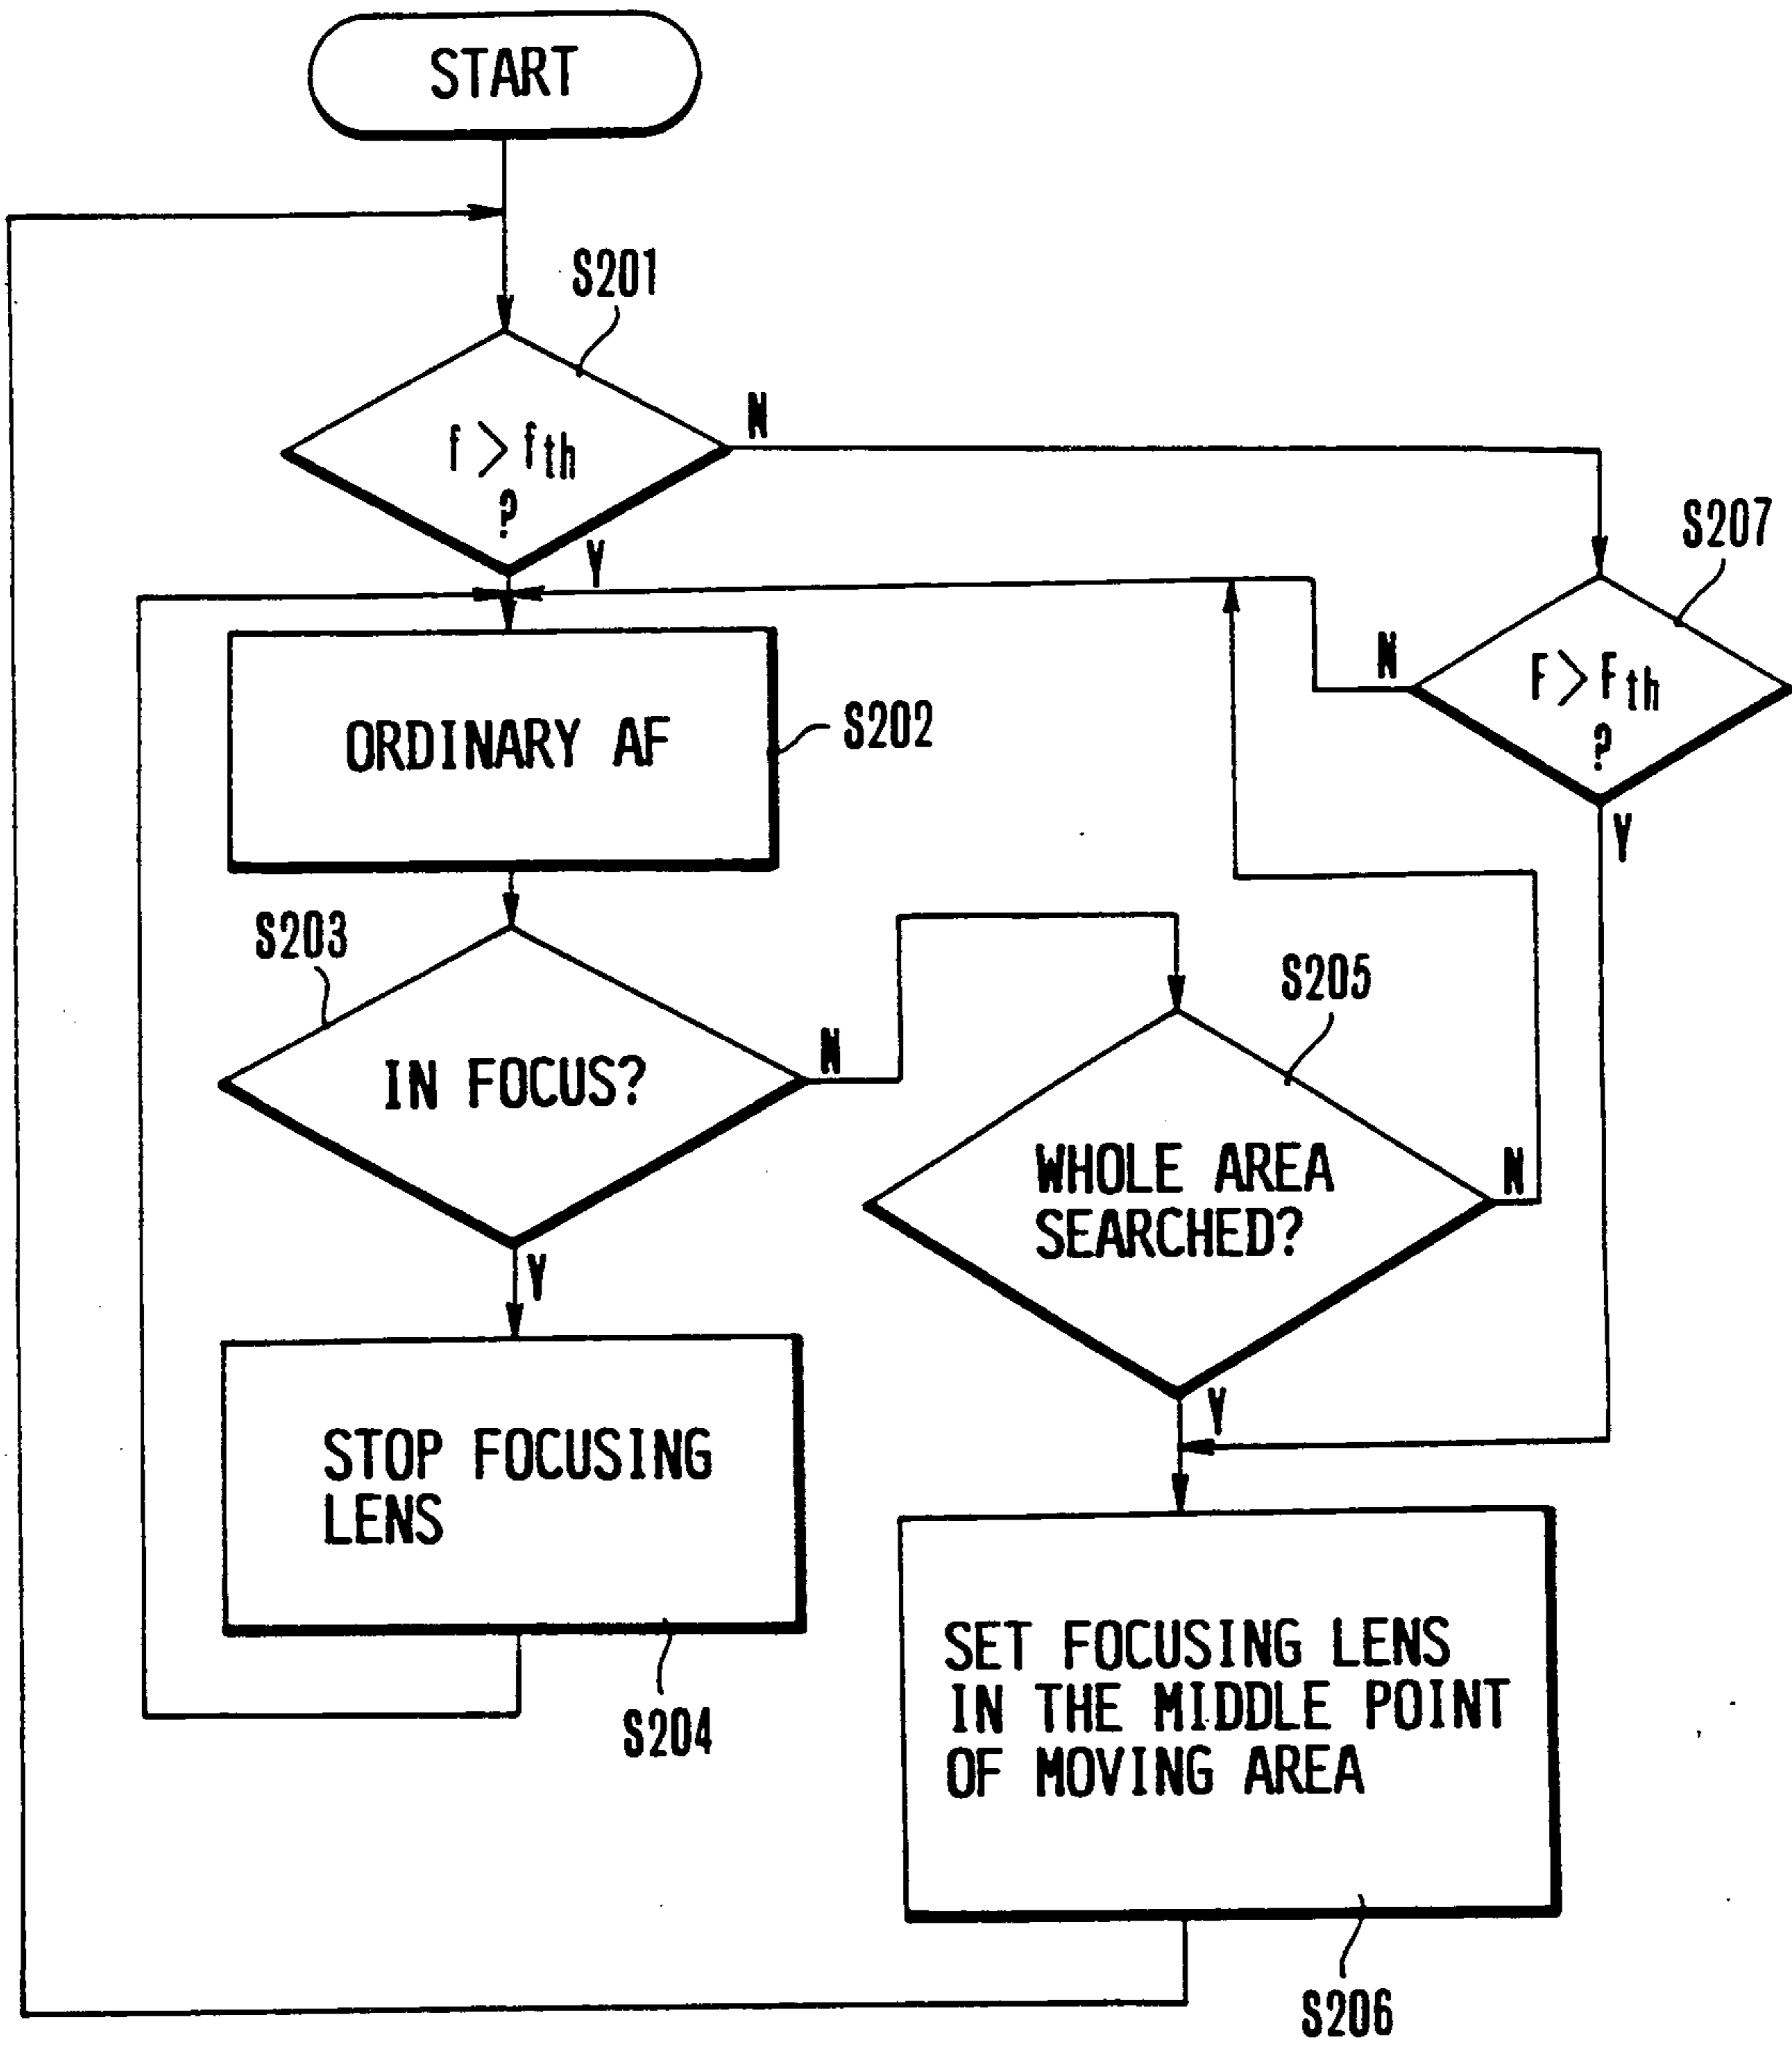 START
S201
f > fth
?
N
Y
S207
F > Fth
?
N
Y
ORDINARY AF
S202
S203
IN FOCUS?
N
Y
S205
WHOLE AREA
SEARCHED?
N
Y
STOP FOCUSING
LENS
S204
SET FOCUSING LENS
IN THE MIDDLE POINT
OF MOVING AREA
S206